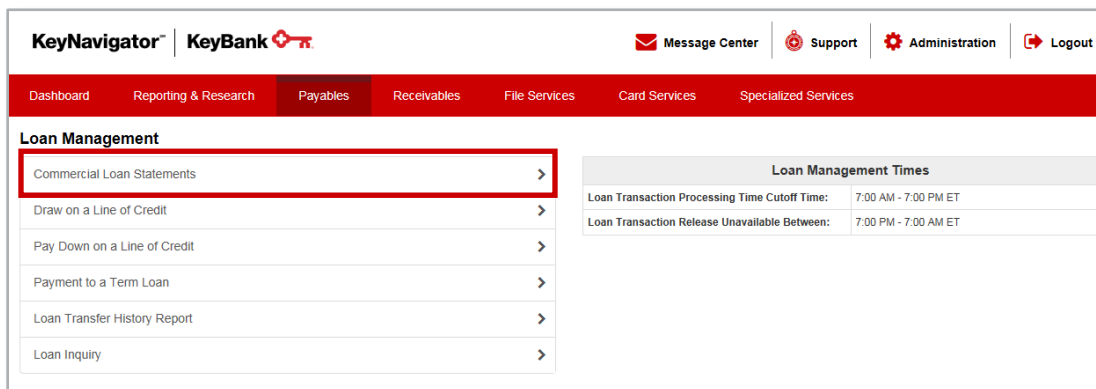 KeyNavigator℠ KeyBank
Message Center Support Administration Logout
Dashboard Reporting & Research Payables Receivables File Services Card Services Specialized Services
Loan Management
Commercial Loan Statements
Draw on a Line of Credit
Pay Down on a Line of Credit
Payment to a Term Loan
Loan Transfer History Report
Loan Inquiry
Loan Management Times
Loan Transaction Processing Time Cutoff Time: 7:00 AM - 7:00 PM ET
Loan Transaction Release Unavailable Between: 7:00 PM - 7:00 AM ET